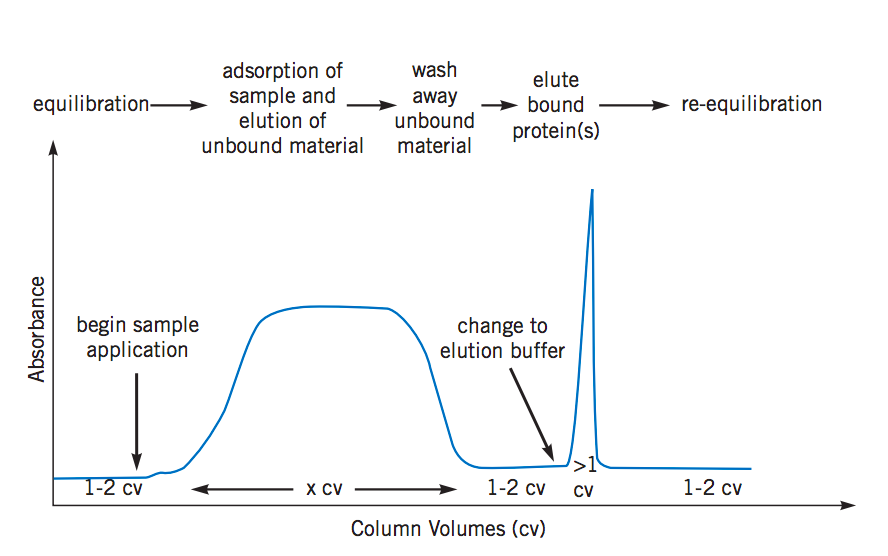 equilibration
adsorption of
sample and
elution of
unbound material
wash
away
unbound
material
elute
bound
protein(s)
re-equilibration
Absorbance
begin sample
application
change to
elution buffer
1-2 cv
x cv
1-2 cv
>1
cv
1-2 cv
Column Volumes (cv)